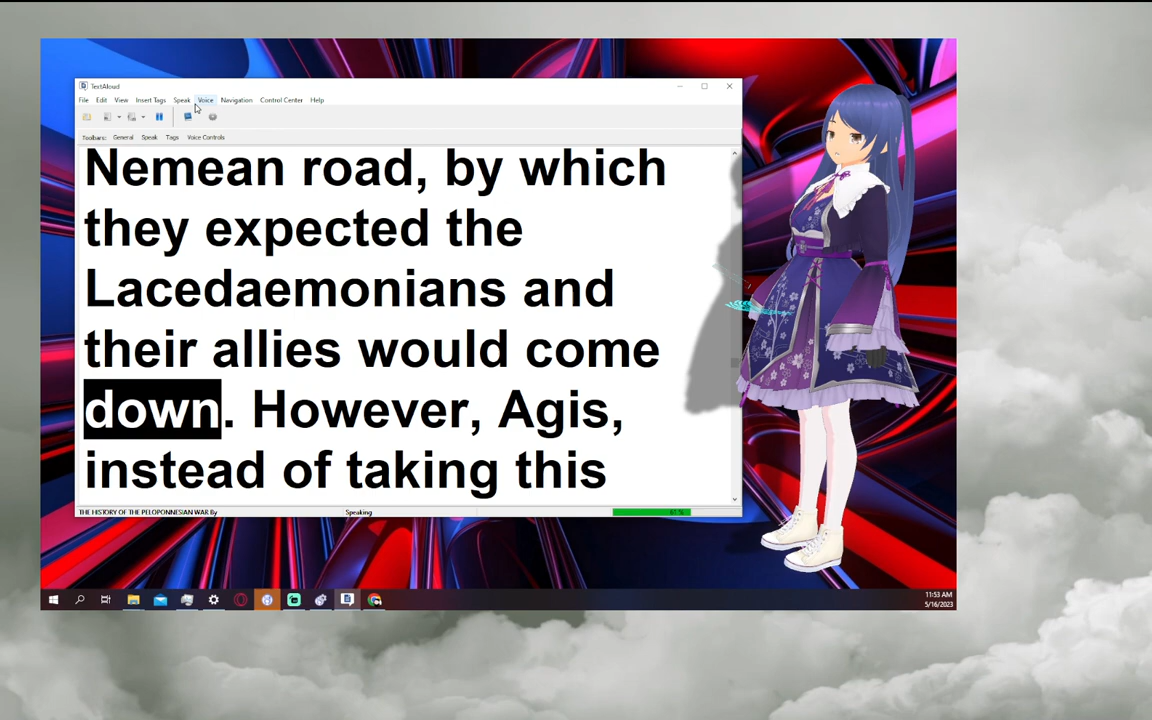 TextAloud
File Edit View Insert Tags Speak Voice Navigation Control Center Help
Toolbars: General Speak Tags Voice Controls
Nemean road, by which
they expected the
Lacedaemonians and
their allies would come
down. However, Agis,
instead of taking this
THE HISTORY OF THE PELOPONNESIAN WAR By Speaking 61 %
11:53 AM
5/16/2023